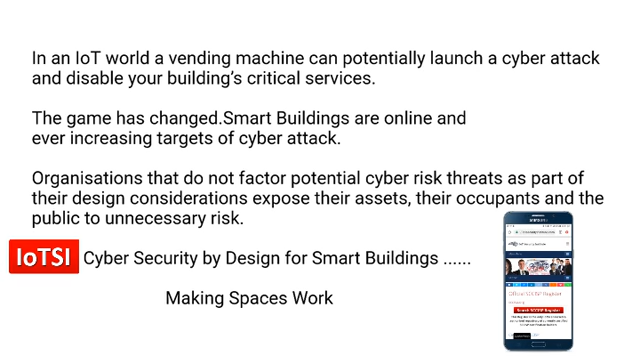 In an IoT world a vending machine can potentially launch a cyber attack
and disable your building's critical services.
The game has changed.Smart Buildings are online and
ever increasing targets of cyber attack.
Organisations that do not factor potential cyber risk threats as part of
their design considerations expose their assets, their occupants and the
public to unnecessary risk.
IoTSI Cyber Security by Design for Smart Buildings ......
Making Spaces Work